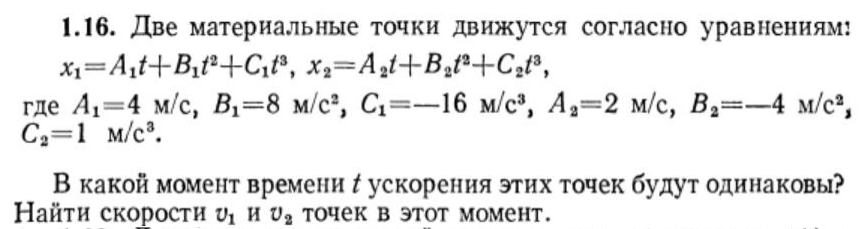 1.16. Две материальные точки движутся согласно уравнениям:
x₁=A₁t+B₁t²+C₁t³, x₂=A₂t+B₂t²+C₂t³,
где A₁=4 м/с, B₁=8 м/с², C₁=—16 м/с³, A₂=2 м/с, B₂=—4 м/с²,
C₂=1 м/с³.
В какой момент времени t ускорения этих точек будут одинаковы?
Найти скорости v₁ и v₂ точек в этот момент.